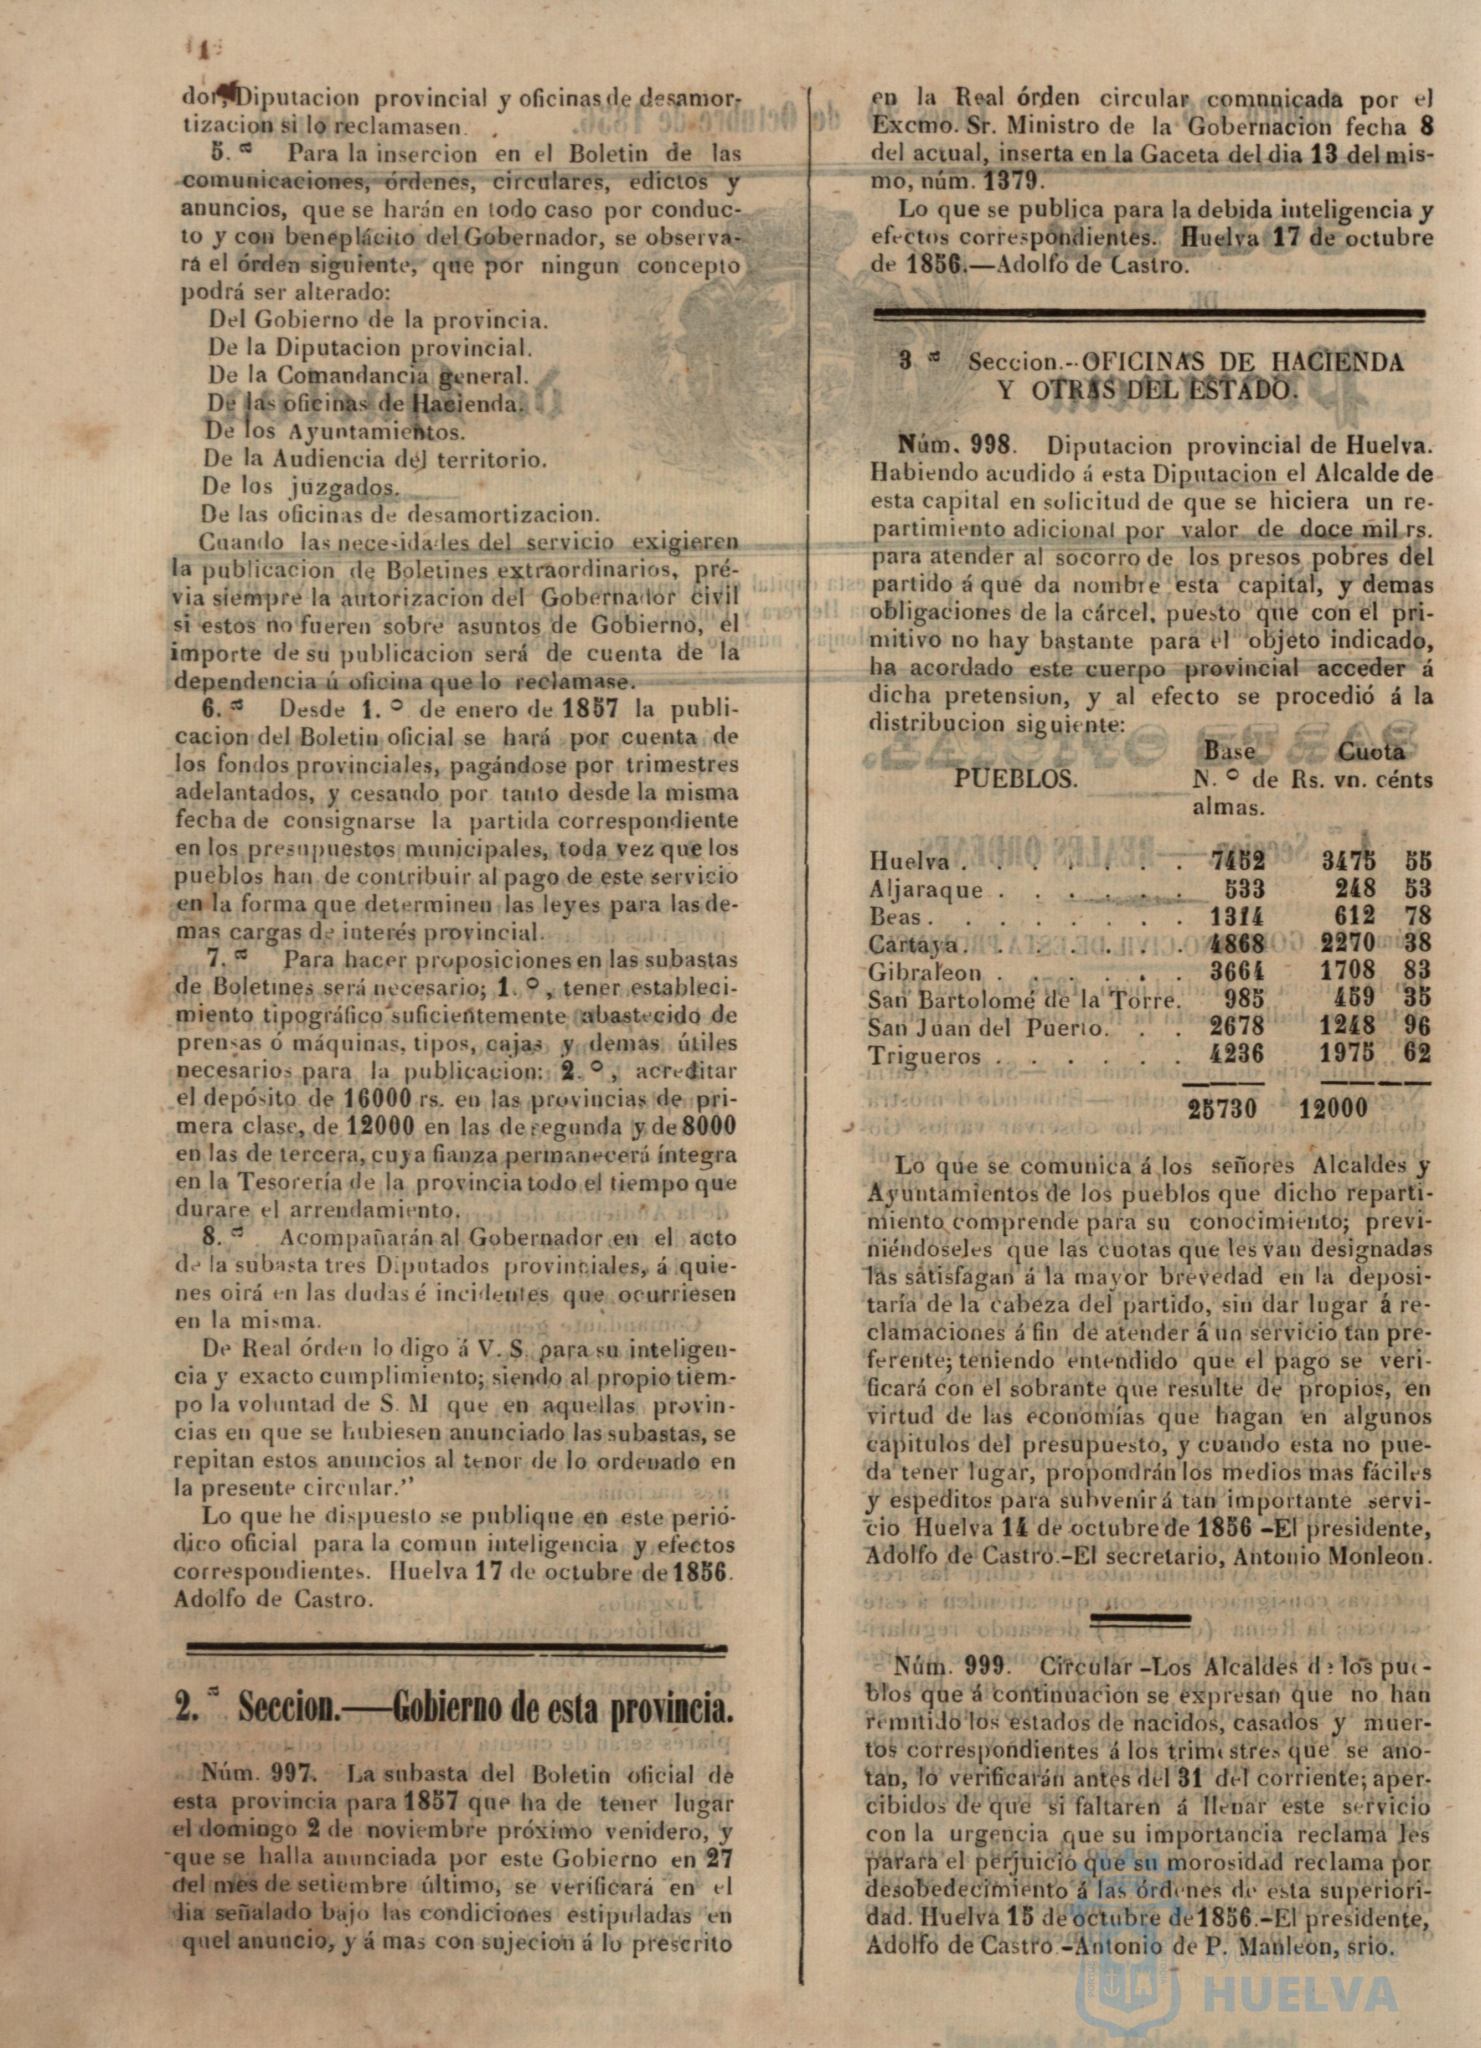 dor, Diputacion provincial y oficinas de desamor-
tizacion si lo reclamasen.
5.ª Para la insercion en el Boletin de las
comunicaciones, órdenes, circulares, edictos y
anuncios, que se harán en todo caso por conduc-
to y con beneplácito del Gobernador, se observa-
rá el órden siguiente, que por ningun concepto
podrá ser alterado:
Del Gobierno de la provincia.
De la Diputacion provincial.
De la Comandancia general.
De las oficinas de Hacienda.
De los Ayuntamientos.
De la Audiencia del territorio.
De los juzgados.
De las oficinas de desamortizacion.
Cuando las necesidades del servicio exigieren
la publicacion de Boletines extraordinarios, pré-
via siempre la autorizacion del Gobernador civil
si estos no fueren sobre asuntos de Gobierno, el
importe de su publicacion será de cuenta de la
dependencia ú oficina que lo reclamase.
6.ª Desde 1.º de enero de 1857 la publi-
cacion del Boletin oficial se hará por cuenta de
los fondos provinciales, pagándose por trimestres
adelantados, y cesando por tanto desde la misma
fecha de consignarse la partida correspondiente
en los presupuestos municipales, toda vez que los
pueblos han de contribuir al pago de este servicio
en la forma que determinen las leyes para las de-
mas cargas de interés provincial.
7.ª Para hacer proposiciones en las subastas
de Boletines será necesario; 1.º, tener estableci-
miento tipográfico suficientemente abastecido de
prensas ó máquinas, tipos, cajas y demas útiles
necesarios para la publicacion: 2.º, acreditar
el depósito de 16000 rs. en las provincias de pri-
mera clase, de 12000 en las de segunda y de 8000
en las de tercera, cuya fianza permanecerá íntegra
en la Tesorería de la provincia todo el tiempo que
durare el arrendamiento.
8.ª Acompañarán al Gobernador en el acto
de la subasta tres Diputados provinciales, á quie-
nes oirá en las dudas é incidentes que ocurriesen
en la misma.
De Real órden lo digo á V. S. para su inteligen-
cia y exacto cumplimiento; siendo al propio tiem-
po la voluntad de S. M que en aquellas provin-
cias en que se hubiesen anunciado las subastas, se
repitan estos anuncios al tenor de lo ordenado en
la presente circular."
Lo que he dispuesto se publique en este perió-
dico oficial para la comun inteligencia y efectos
correspondientes. Huelva 17 de octubre de 1856.
Adolfo de Castro.
2.ª Seccion.—Gobierno de esta provincia.
Núm. 997. La subasta del Boletin oficial de
esta provincia para 1857 que ha de tener lugar
el domingo 2 de noviembre próximo venidero, y
que se halla anunciada por este Gobierno en 27
del mes de setiembre último, se verificará en el
dia señalado bajo las condiciones estipuladas en
quel anuncio, y á mas con sujecion á lo prescrito
en la Real órden circular comunicada por el
Excmo. Sr. Ministro de la Gobernacion fecha 8
del actual, inserta en la Gaceta del dia 13 del mis-
mo, núm. 1379.
Lo que se publica para la debida inteligencia y
efectos correspondientes. Huelva 17 de octubre
de 1856.—Adolfo de Castro.
3 ª Seccion.--OFICINAS DE HACIENDA
Y OTRAS DEL ESTADO.
Núm. 998. Diputacion provincial de Huelva.
Habiendo acudido á esta Diputacion el Alcalde de
esta capital en solicitud de que se hiciera un re-
partimiento adicional por valor de doce mil rs.
para atender al socorro de los presos pobres del
partido á que da nombre esta capital, y demas
obligaciones de la cárcel, puesto que con el pri-
mitivo no hay bastante para el objeto indicado,
ha acordado este cuerpo provincial acceder á
dicha pretension, y al efecto se procedió á la
distribucion siguiente:
Base Cuota
PUEBLOS. N.º de Rs. vn. cénts
almas.
Huelva . . . . . . . 7452 3475 55
Aljaraque . . . . . . 533 248 53
Beas. . . . . . . . 1314 612 78
Cartaya. . . . . . . 4868 2270 38
Gibraleon . . . . . . 3664 1708 83
San Bartolomé de la Torre. 985 459 35
San Juan del Puerto. . . 2678 1248 96
Trigueros . . . . . . 4236 1975 62
25730 12000
Lo que se comunica á los señores Alcaldes y
Ayuntamientos de los pueblos que dicho reparti-
miento comprende para su conocimiento; previ-
niéndoseles que las cuotas que les van designadas
las satisfagan á la mayor brevedad en la deposi-
taría de la cabeza del partido, sin dar lugar á re-
clamaciones á fin de atender á un servicio tan pre-
ferente; teniendo entendido que el pago se veri-
ficará con el sobrante que resulte de propios, en
virtud de las economías que hagan en algunos
capitulos del presupuesto, y cuando esta no pue-
da tener lugar, propondrán los medios mas fáciles
y espeditos para subvenirá tan importante servi-
cio Huelva 14 de octubre de 1856 -El presidente,
Adolfo de Castro.-El secretario, Antonio Monleon.
Núm. 999. Circular -Los Alcaldes de los pue-
blos que á continuacion se expresan que no han
remitido los estados de nacidos, casados y muer-
tos correspondientes á los trimestres que se ano-
tan, lo verificarán antes del 31 del corriente; aper-
cibidos de que si faltaren á llenar este servicio
con la urgencia que su importancia reclama les
parará el perjuicio que su morosidad reclama por
desobedecimiento á las órdenes de esta superiori-
dad. Huelva 15 de octubre de 1856.-El presidente,
Adolfo de Castro.-Antonio de P. Manleon, srio.
Ayuntamiento de
HUELVA